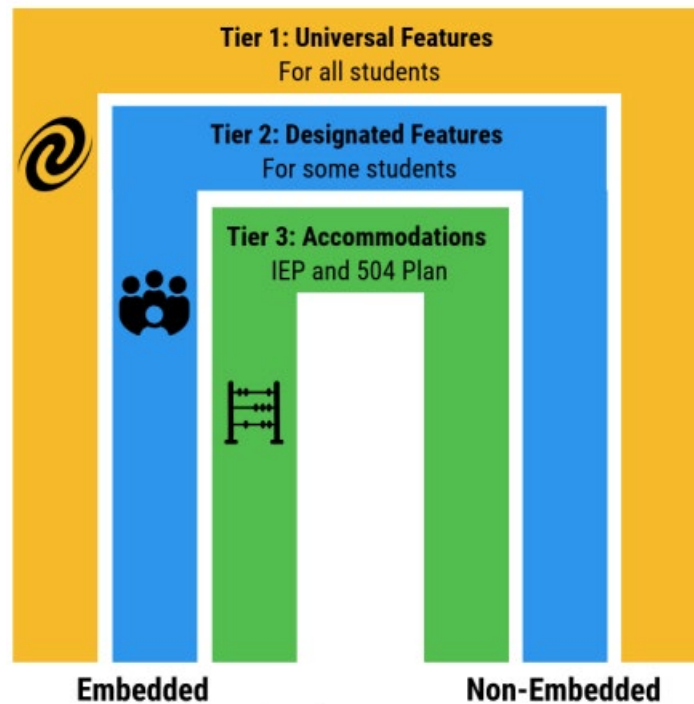 Tier 1: Universal Features
For all students
Tier 2: Designated Features
For some students
Tier 3: Accommodations
IEP and 504 Plan
Embedded
Non-Embedded